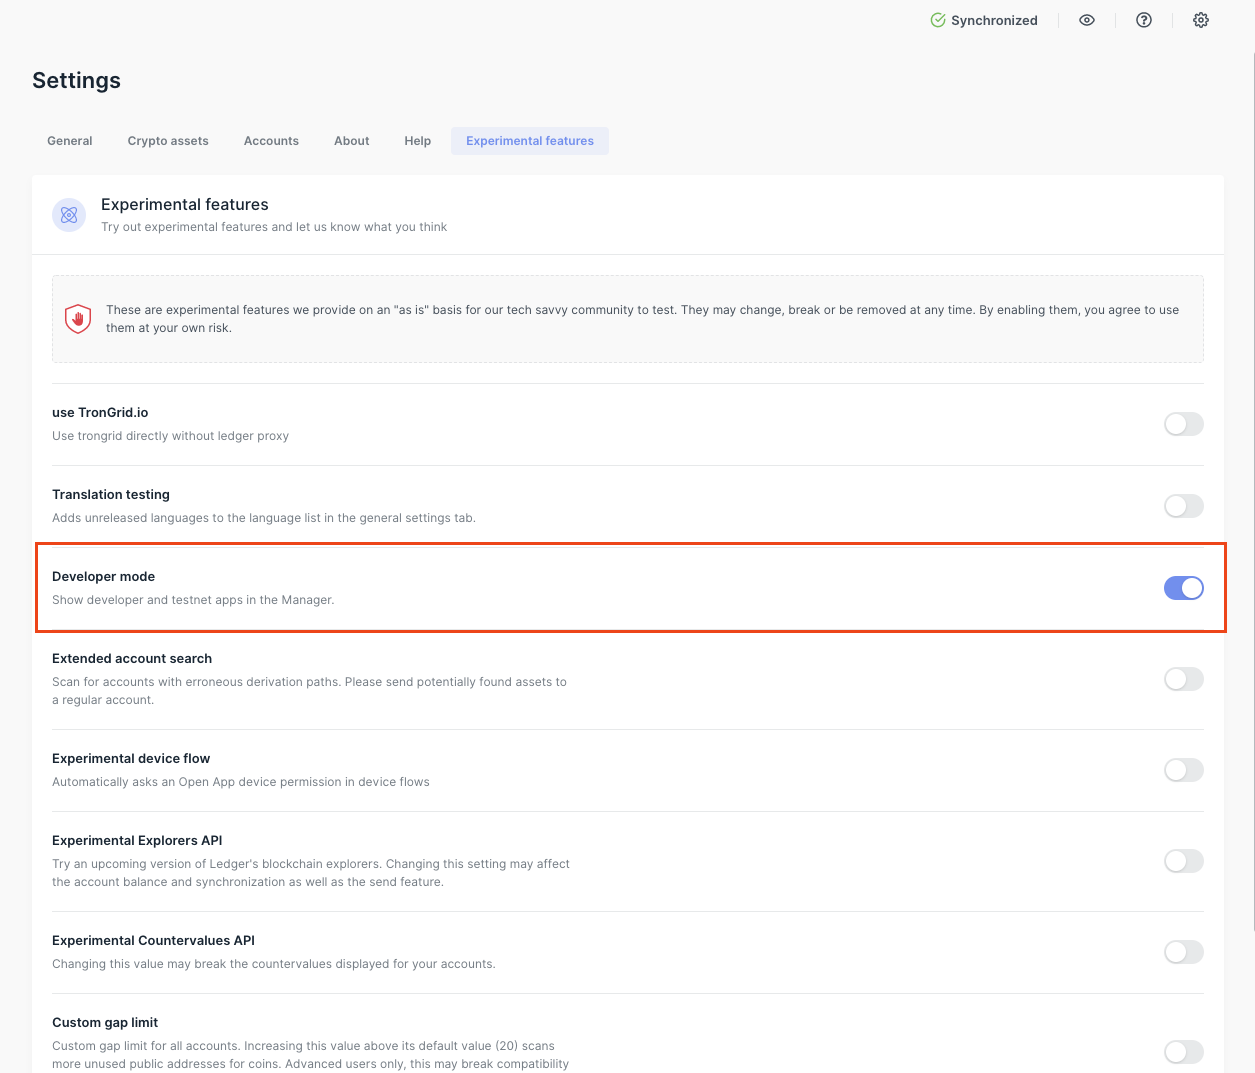 Synchronized
Settings
General
Crypto assets
Accounts
About
Help
Experimental features
Experimental features
Try out experimental features and let us know what you think
These are experimental features we provide on an "as is" basis for our tech savvy community to test. They may change, break or be removed at any time. By enabling them, you agree to use
them at your own risk.
use TronGrid.io
Use trongrid directly without ledger proxy
Translation testing
Adds unreleased languages to the language list in the general settings tab.
Developer mode
Show developer and testnet apps in the Manager.
Extended account search
Scan for accounts with erroneous derivation paths. Please send potentially found assets to
a regular account.
Experimental device flow
Automatically asks an Open App device permission in device flows
Experimental Explorers API
Try an upcoming version of Ledger's blockchain explorers. Changing this setting may affect
the account balance and synchronization as well as the send feature.
Experimental Countervalues API
Changing this value may break the countervalues displayed for your accounts.
Custom gap limit
Custom gap limit for all accounts. Increasing this value above its default value (20) scans
more unused public addresses for coins. Advanced users only, this may break compatibility